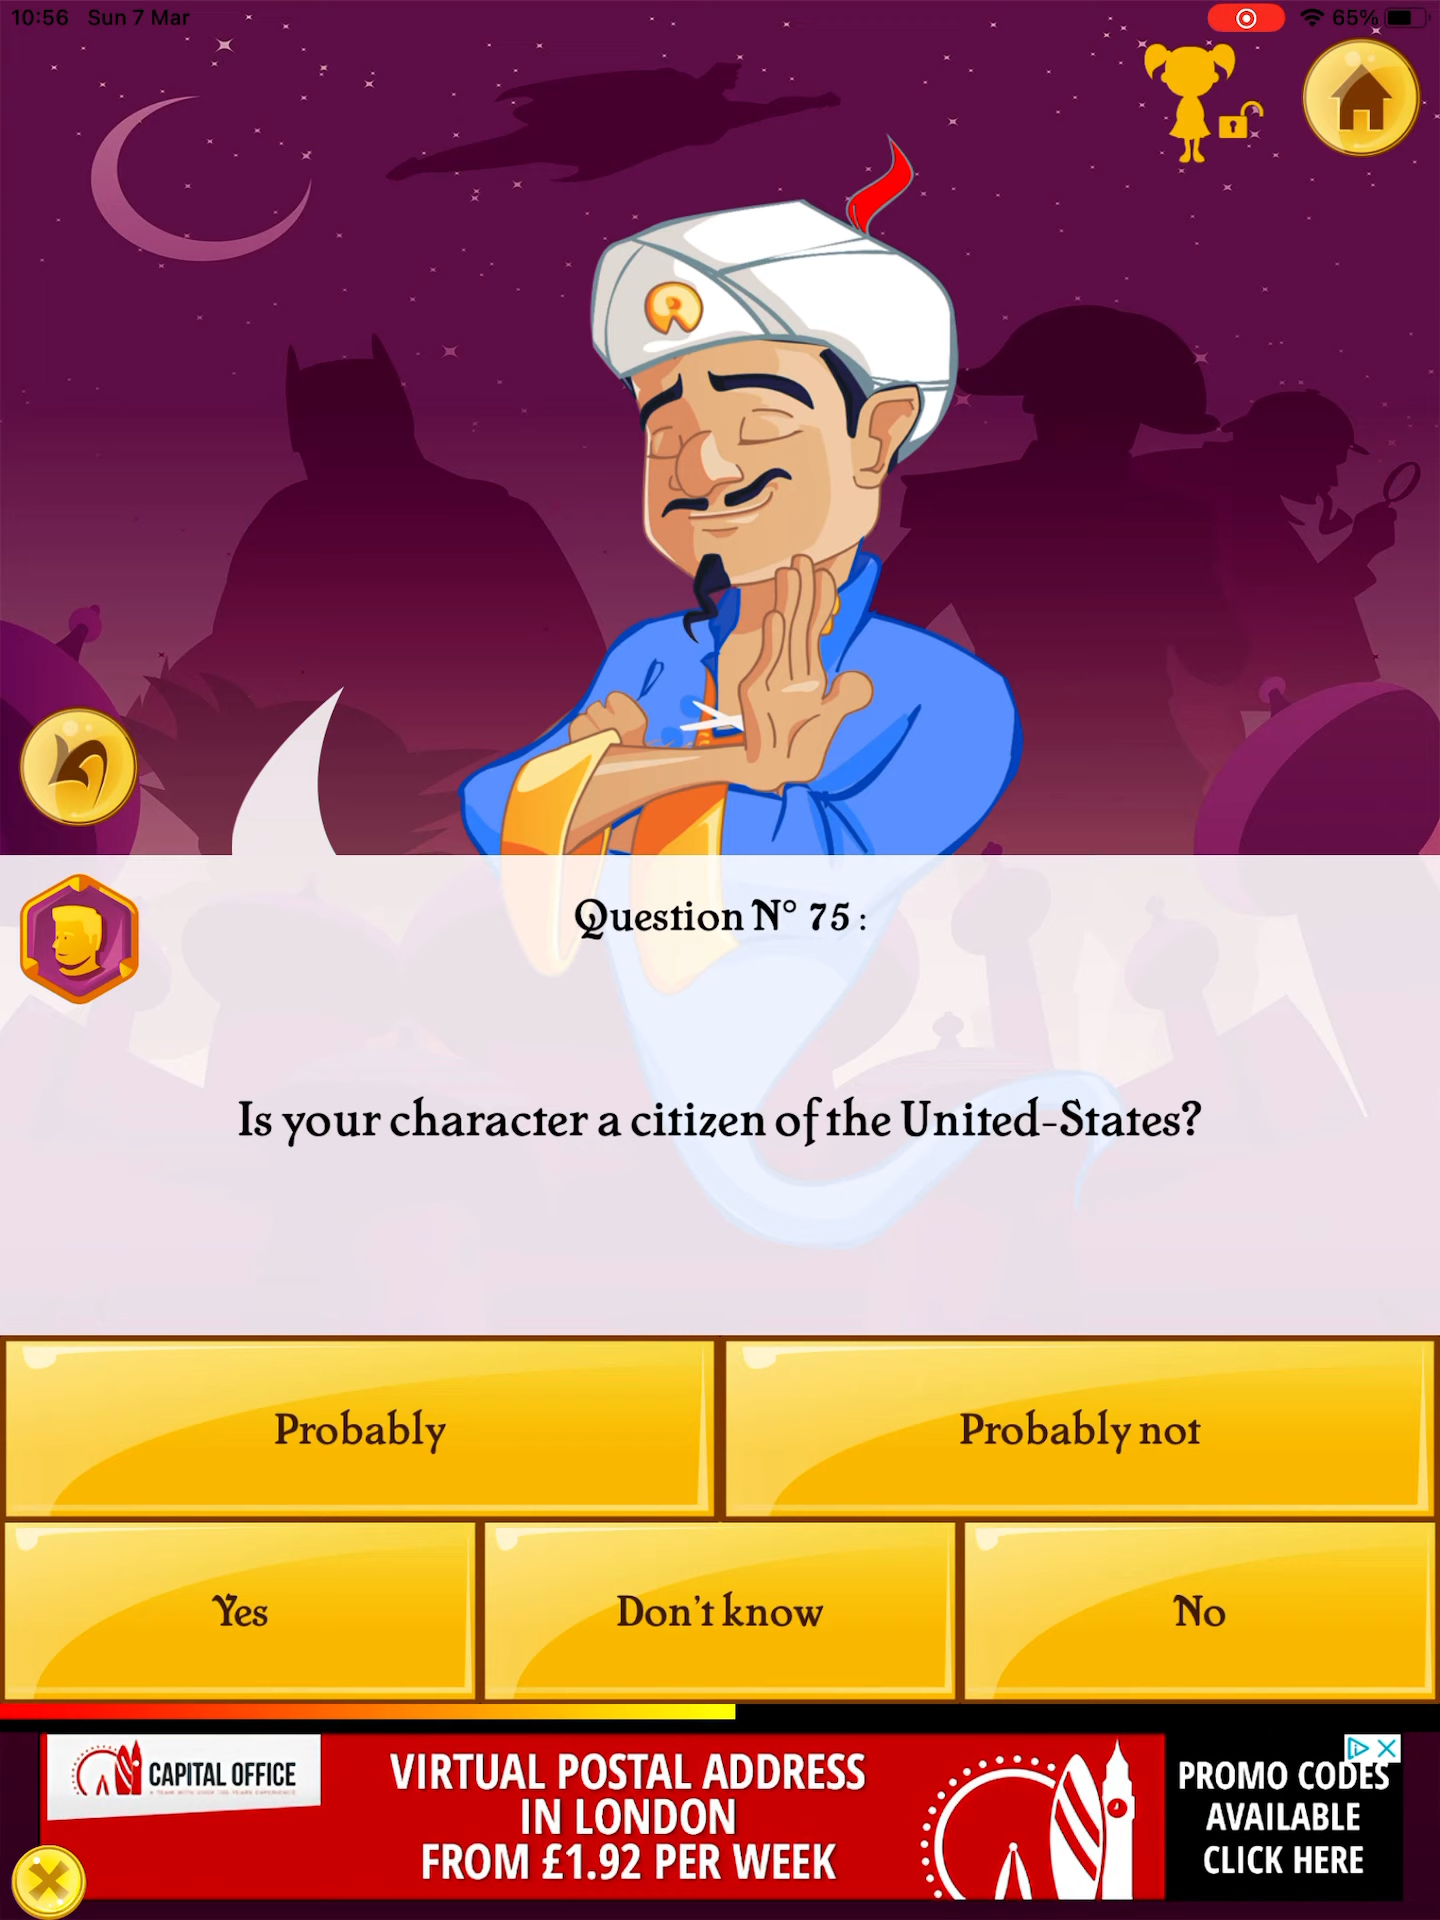 10:56 Sun 7 Mar
65%
Question N° 75 :
Is your character a citizen of the United-States?
Probably
Probably not
Yes
Don't know
No
CAPITAL OFFICE
VIRTUAL POSTAL ADDRESS
IN LONDON
FROM £1.92 PER WEEK
PROMO CODES
AVAILABLE
CLICK HERE